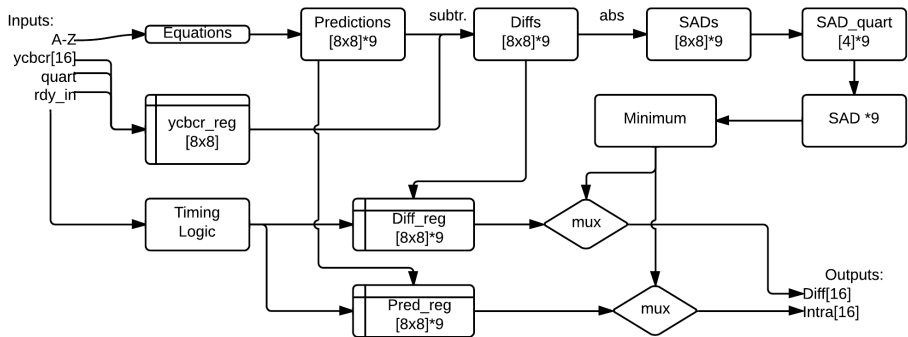 Inputs:
A-Z
ycbcr[16]
quart
rdy_in
Equations
Predictions
[8x8]*9
subtr.
Diffs
[8x8]*9
abs
SADs
[8x8]*9
SAD_quart
[4]*9
ycbcr_reg
[8x8]
Minimum
SAD *9
Timing
Logic
Diff_reg
[8x8]*9
mux
Pred_reg
[8x8]*9
mux
Outputs:
Diff[16]
Intra[16]